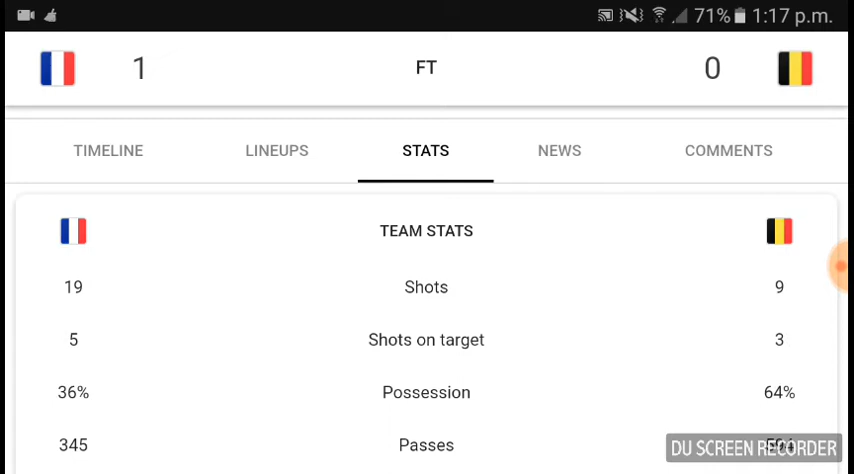 71% 1:17 p.m.
1 FT 0
TIMELINE LINEUPS STATS NEWS COMMENTS
TEAM STATS
19 Shots 9
5 Shots on target 3
36% Possession 64%
345 Passes
DU SCREEN RECORDER